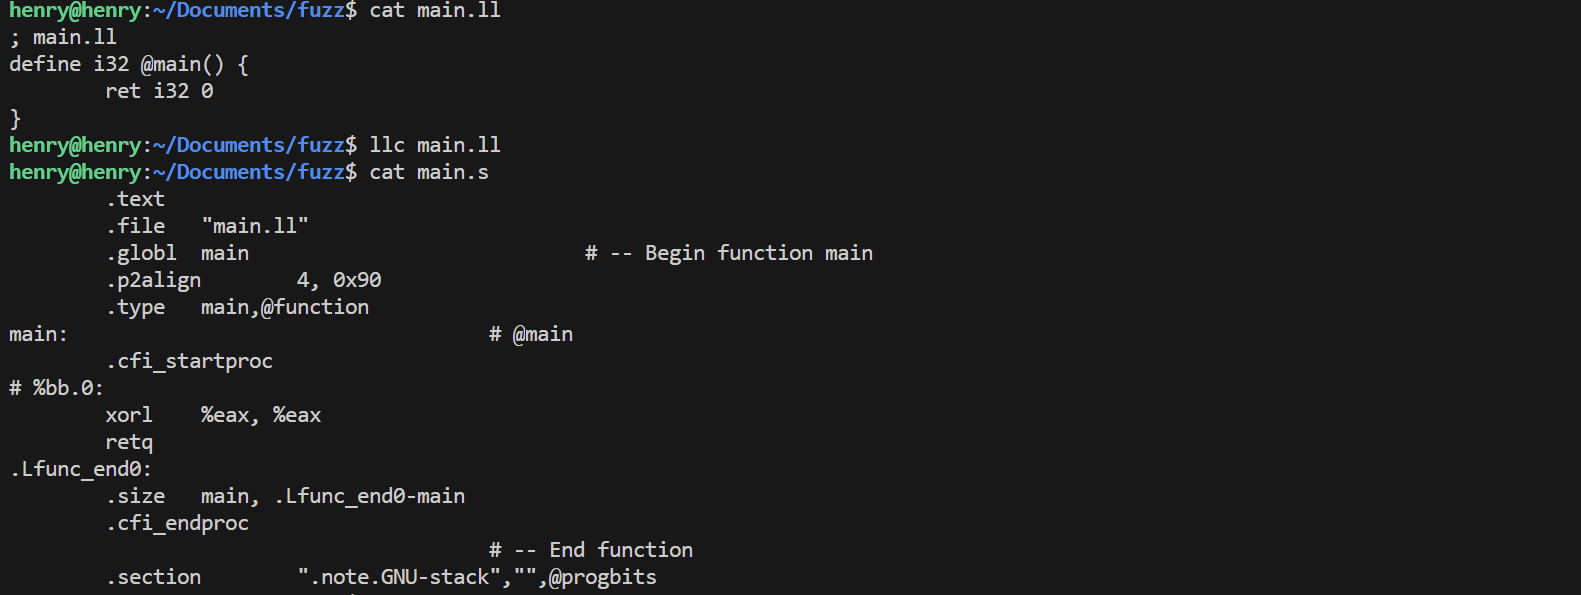 henry@henry:~/Documents/fuzz$ cat main.ll
; main.ll
define i32 @main() {
        ret i32 0
}
henry@henry:~/Documents/fuzz$ llc main.ll
henry@henry:~/Documents/fuzz$ cat main.s
        .text
        .file   "main.ll"
        .globl  main                            # -- Begin function main
        .p2align        4, 0x90
        .type   main,@function
main:                                   # @main
        .cfi_startproc
# %bb.0:
        xorl    %eax, %eax
        retq
.Lfunc_end0:
        .size   main, .Lfunc_end0-main
        .cfi_endproc
                                        # -- End function
        .section        ".note.GNU-stack","",@progbits